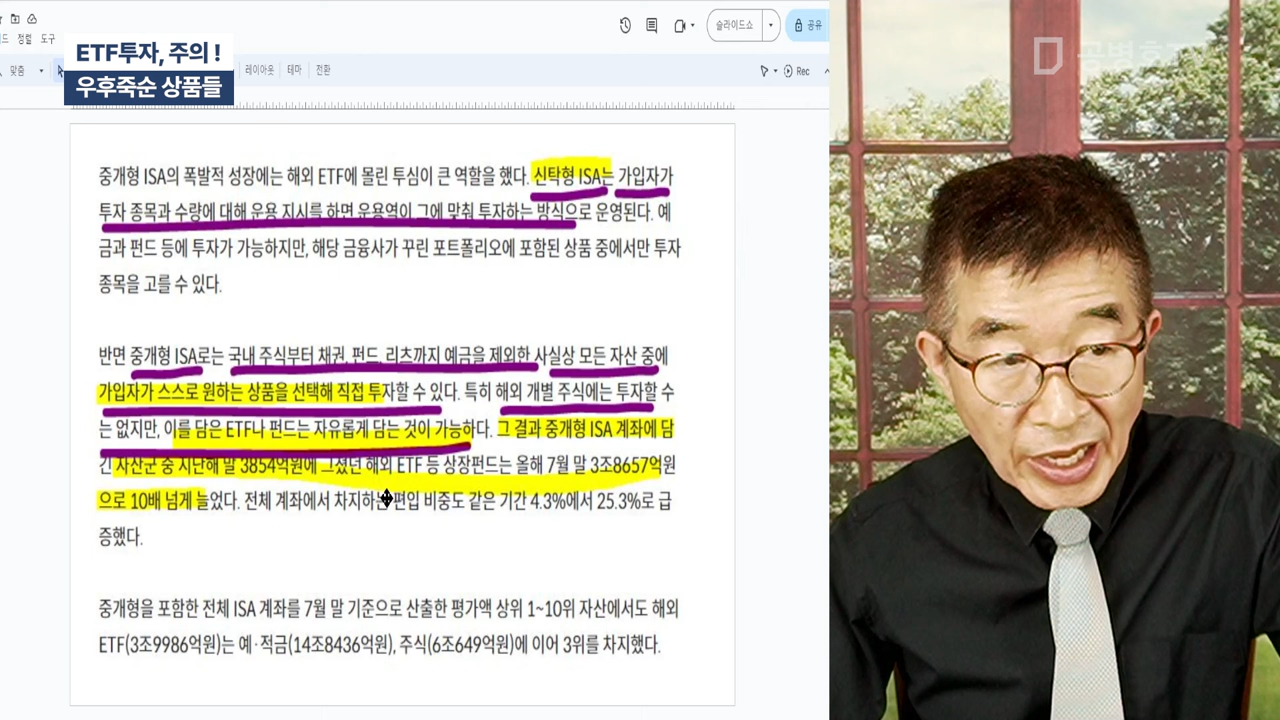 드 정렬 도구
슬라이드쇼
공유
ETF투자, 주의 !
우후죽순 상품들
맞춤
레이아웃
테마
전환
Rec
공병호TV
중개형 ISA의 폭발적 성장에는 해외 ETF에 몰린 투심이 큰 역할을 했다. 신탁형 ISA는 가입자가
투자 종목과 수량에 대해 운용 지시를 하면 운용역이 그에 맞춰 투자하는 방식으로 운영된다. 예
금과 펀드 등에 투자가 가능하지만, 해당 금융사가 꾸린 포트폴리오에 포함된 상품 중에서만 투자
종목을 고를 수 있다.
반면 중개형 ISA로는 국내 주식부터 채권, 펀드, 리츠까지 예금을 제외한 사실상 모든 자산 중에
가입자가 스스로 원하는 상품을 선택해 직접 투자할 수 있다. 특히 해외 개별 주식에는 투자할 수
는 없지만, 이를 담은 ETF나 펀드는 자유롭게 담는 것이 가능하다. 그 결과 중개형 ISA 계좌에 담
긴 자산군 중 지난해 말 3854억원에 그쳤던 해외 ETF 등 상장펀드는 올해 7월 말 3조8657억원
으로 10배 넘게 늘었다. 전체 계좌에서 차지하는 편입 비중도 같은 기간 4.3%에서 25.3%로 급
증했다.
중개형을 포함한 전체 ISA 계좌를 7월 말 기준으로 산출한 평가액 상위 1~10위 자산에서도 해외
ETF(3조9986억원)는 예·적금(14조8436억원), 주식(6조649억원)에 이어 3위를 차지했다.